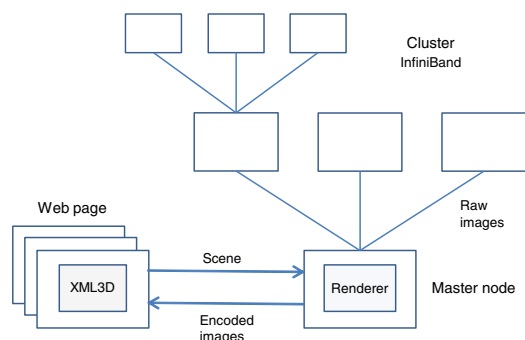 Cluster
InfiniBand
Raw
images
Web page
XML3D
Scene
Encoded
images
Renderer
Master node